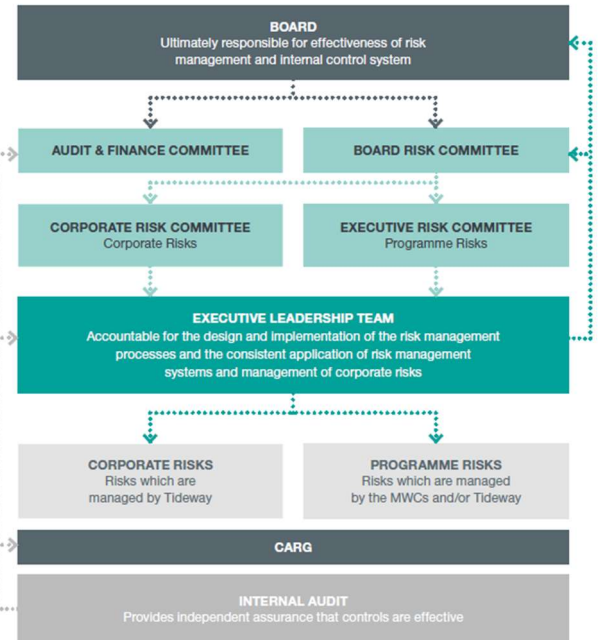 BOARD
Ultimately responsible for effectiveness of risk
management and internal control system
AUDIT & FINANCE COMMITTEE
BOARD RISK COMMITTEE
CORPORATE RISK COMMITTEE
Corporate Risks
EXECUTIVE RISK COMMITTEE
Programme Risks
EXECUTIVE LEADERSHIP TEAM
Accountable for the design and implementation of the risk management
processes and the consistent application of risk management
systems and management of corporate risks
CORPORATE RISKS
Risks which are
managed by Tideway
PROGRAMME RISKS
Risks which are managed
by the MWCs and/or Tideway
CARG
INTERNAL AUDIT
Provides independent assurance that controls are effective